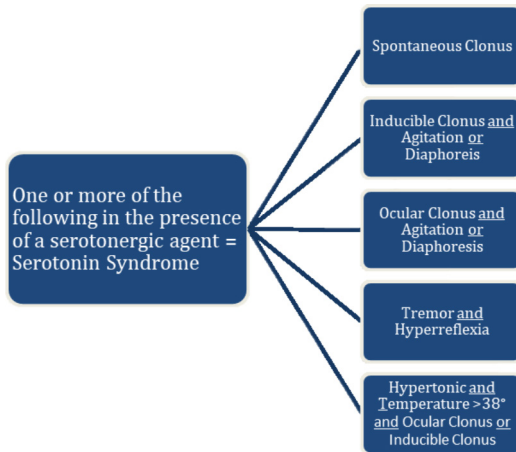 One or more of the
following in the presence
of a serotonergic agent =
Serotonin Syndrome
Spontaneous Clonus
Inducible Clonus and
Agitation or
Diaphoreis
Ocular Clonus and
Agitation or
Diaphoresis
Tremor and
Hyperreflexia
Hypertonic and
Temperature >38°
and Ocular Clonus or
Inducible Clonus